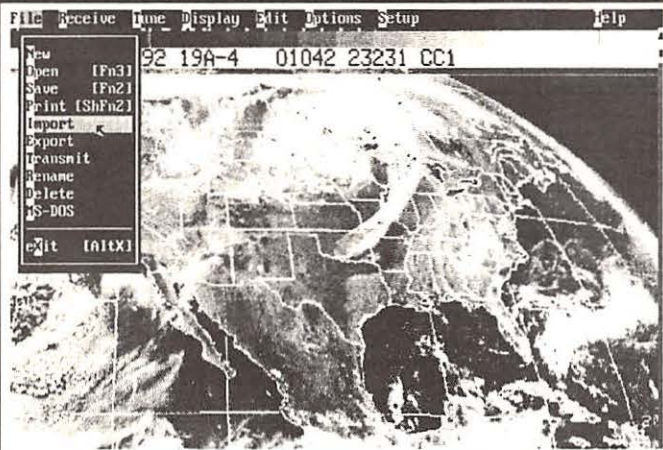 File Receive Tune Display Edit Options Setup Help
92 19A-4 01042 23231 CC1
New
Open [Fn3]
Save [Fn2]
Print [ShFn2]
Import
Export
Transmit
Rename
Delete
MS-DOS
eXit [AltX]